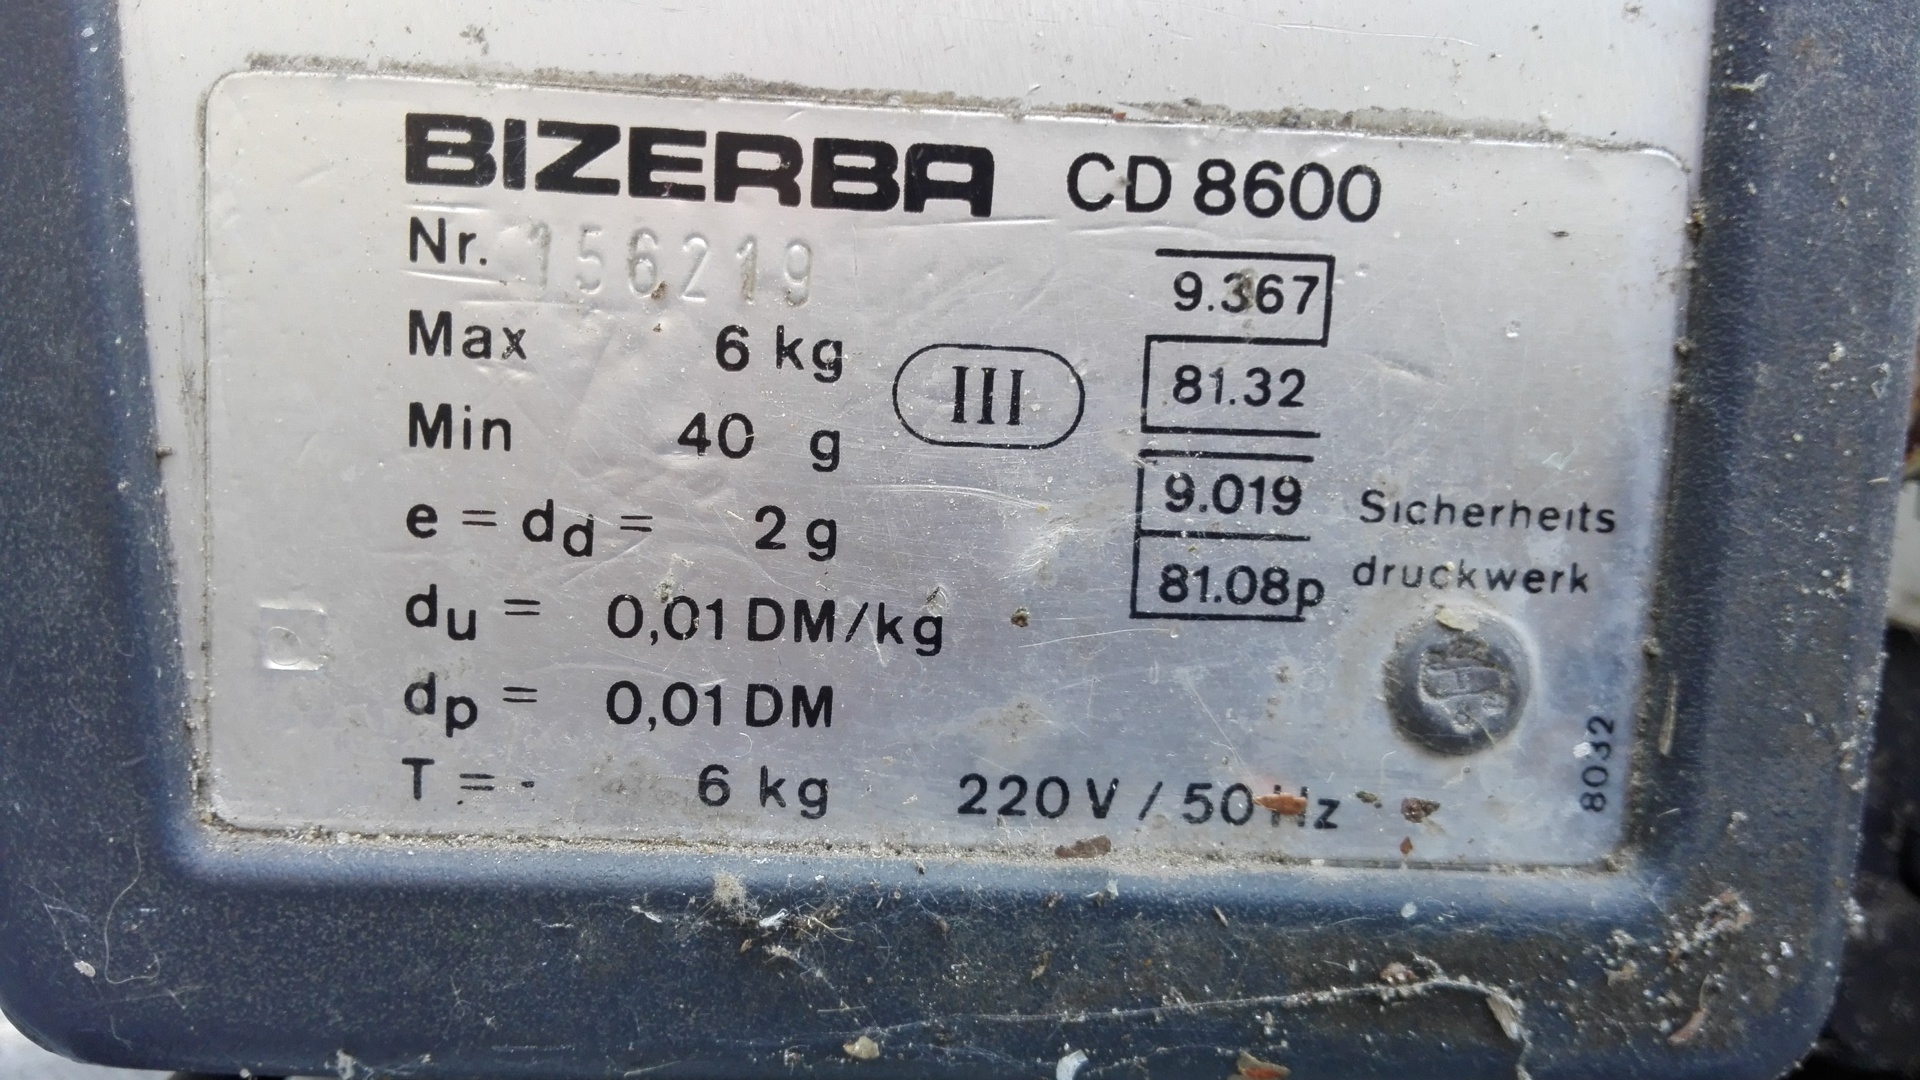 BIZERBA CD 8600
Nr. 156219
9.367
Max 6 kg
III
81.32
Min 40 g
9.019 Sicherheits
e = dd = 2 g
81.08p druckwerk
du = 0,01 DM/kg
dp = 0,01 DM
T = - 6 kg 220 V / 50 Hz
8032